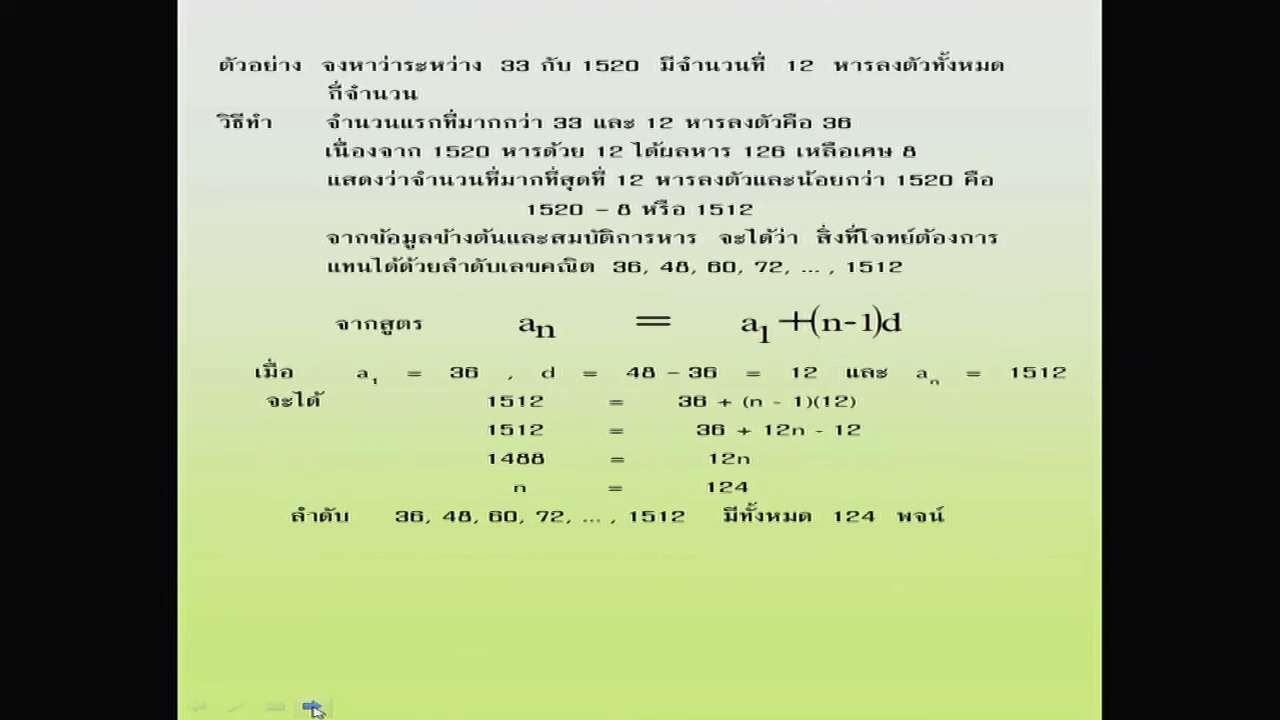 ตัวอย่าง จงหาว่าระหว่าง 33 กับ 1520 มีจำนวนที่ 12 หารลงตัวทั้งหมด
กี่จำนวน
วิธีทำ จำนวนแรกที่มากกว่า 33 และ 12 หารลงตัวคือ 36
เนื่องจาก 1520 หารด้วย 12 ได้ผลหาร 126 เหลือเศษ 8
แสดงว่าจำนวนที่มากที่สุดที่ 12 หารลงตัวและน้อยกว่า 1520 คือ
1520 – 8 หรือ 1512
จากข้อมูลข้างต้นและสมบัติการหาร จะได้ว่า สิ่งที่โจทย์ต้องการ
แทนได้ด้วยลำดับเลขคณิต 36, 48, 60, 72, ... , 1512
จากสูตร aₙ = a₁+(n-1)d
เมื่อ a₁ = 36 , d = 48 – 36 = 12 และ aₙ = 1512
จะได้ 1512 = 36 + (n - 1)(12)
1512 = 36 + 12n - 12
1488 = 12n
n = 124
ลำดับ 36, 48, 60, 72, ... , 1512 มีทั้งหมด 124 พจน์